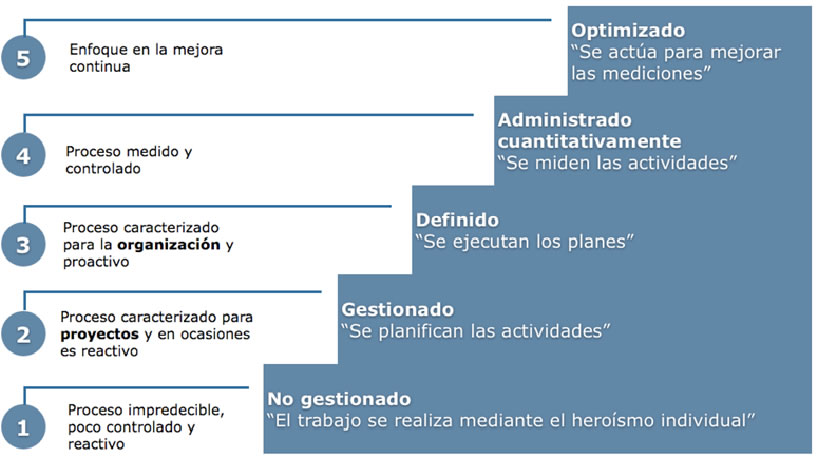 5
Enfoque en la mejora
continua
Optimizado
“Se actúa para mejorar
las mediciones”
4
Proceso medido y
controlado
Administrado
cuantitativamente
“Se miden las actividades”
3
Proceso caracterizado
para la organización y
proactivo
Definido
“Se ejecutan los planes”
2
Proceso caracterizado para
proyectos y en ocasiones
es reactivo
Gestionado
“Se planifican las actividades”
1
Proceso impredecible,
poco controlado y
reactivo
No gestionado
“El trabajo se realiza mediante el heroísmo individual”